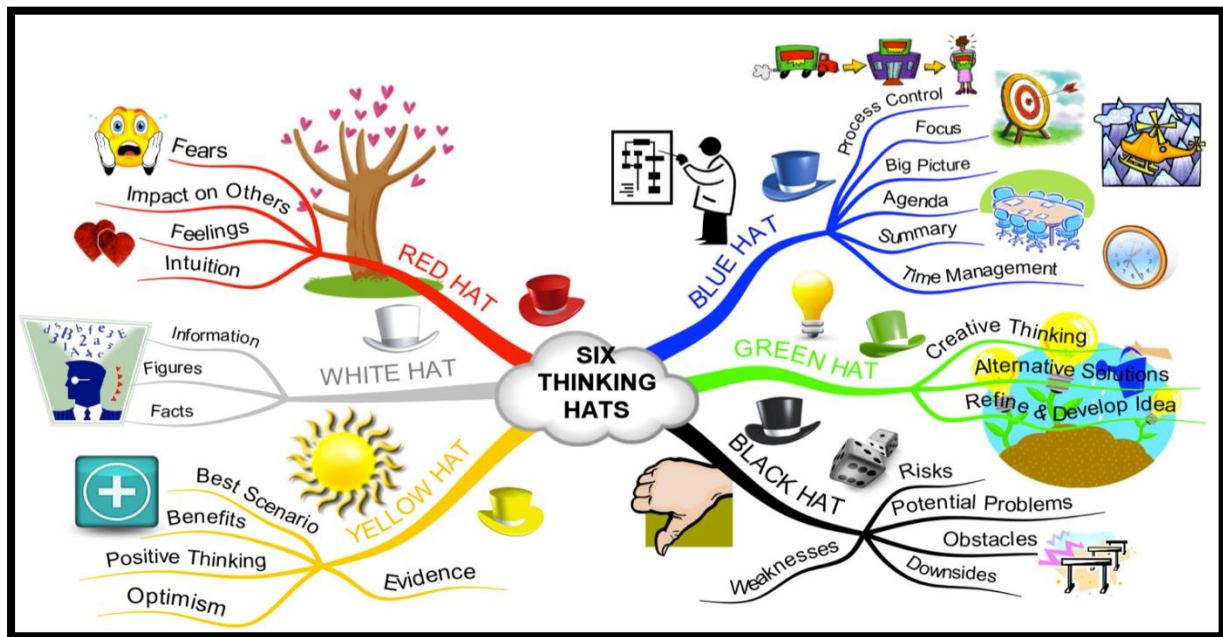 SIX
THINKING
HATS
RED HAT
Fears
Impact on Others
Feelings
Intuition
WHITE HAT
Information
Figures
Facts
YELLOW HAT
Best Scenario
Benefits
Positive Thinking
Optimism
Evidence
BLUE HAT
Process Control
Focus
Big Picture
Agenda
Summary
Time Management
GREEN HAT
Creative Thinking
Alternative Solutions
Refine & Develop Idea
BLACK HAT
Risks
Potential Problems
Obstacles
Downsides
Weaknesses